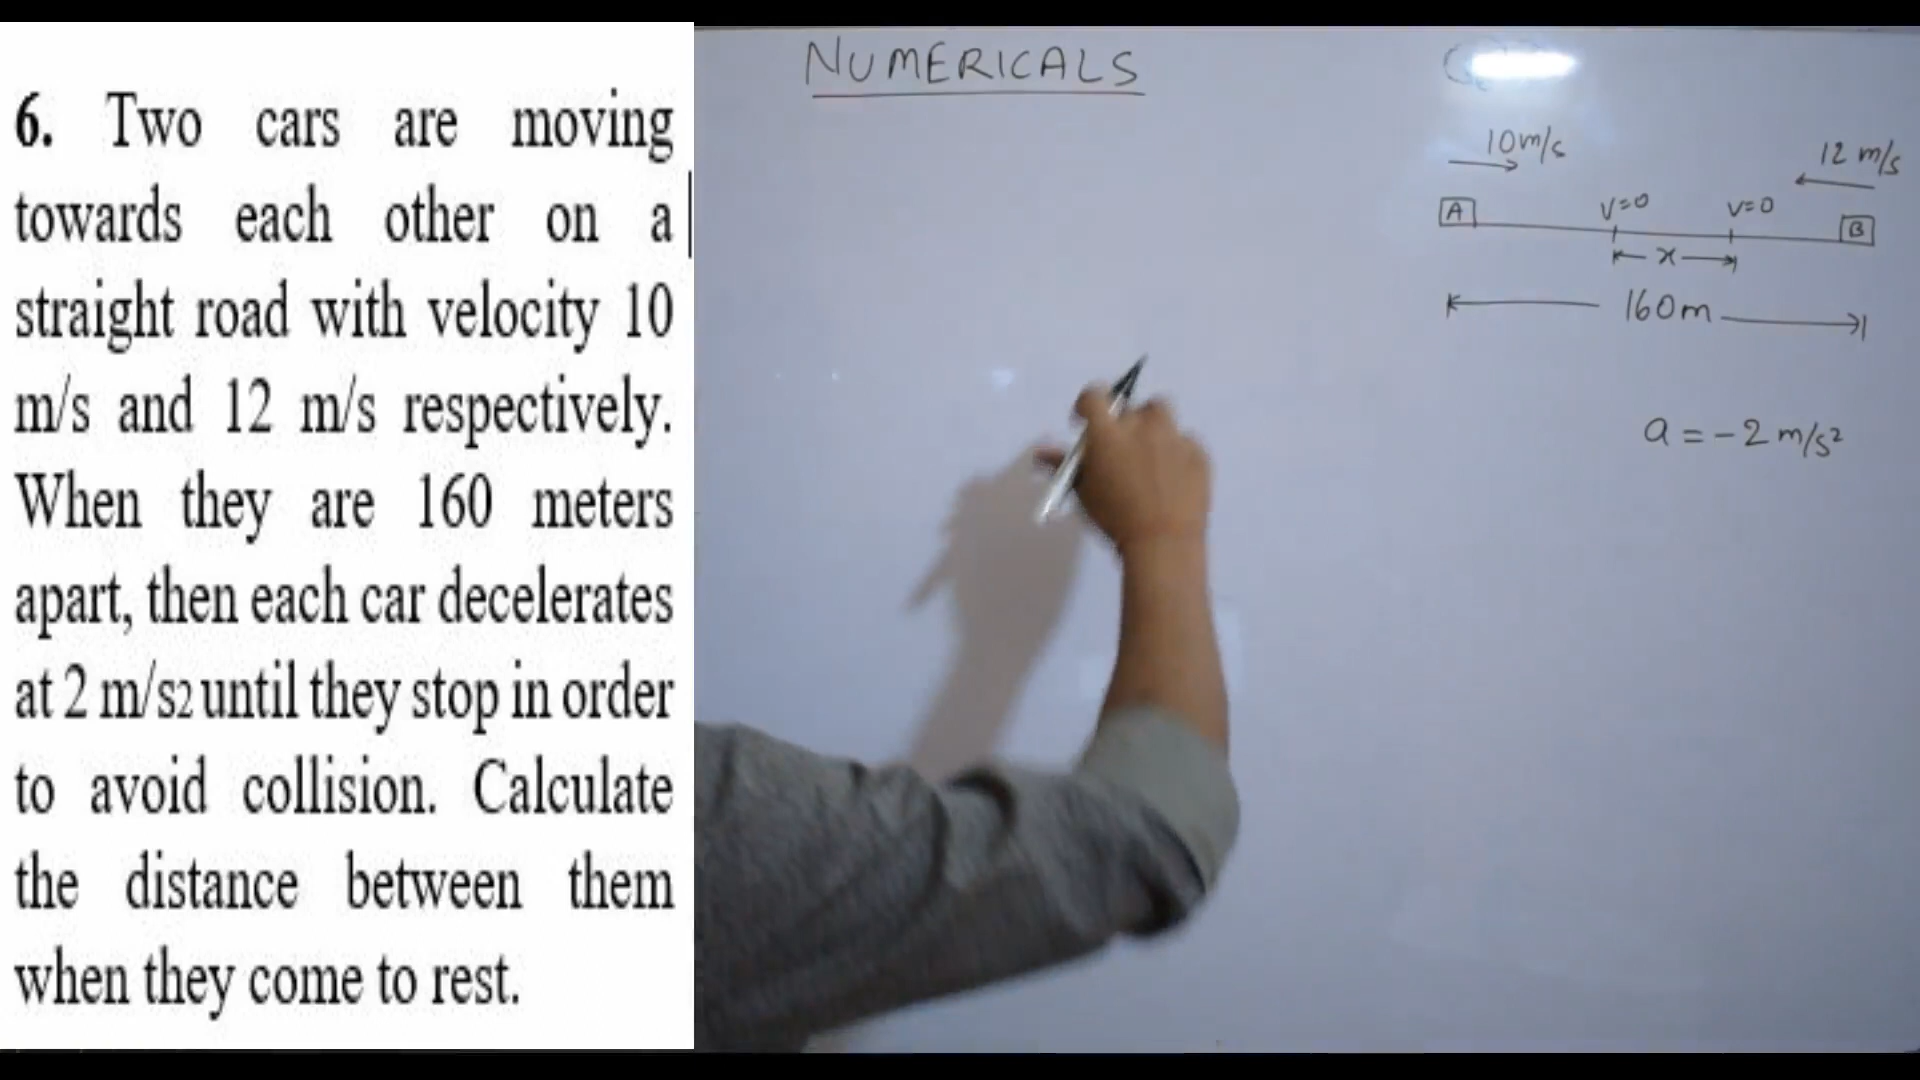 6. Two cars are moving
towards each other on a
straight road with velocity 10
m/s and 12 m/s respectively.
When they are 160 meters
apart, then each car decelerates
at 2 m/s2 until they stop in order
to avoid collision. Calculate
the distance between them
when they come to rest.
NUMERICALS
10m/s
12 m/s
A
V=0
V=0
B
x
160m
a = -2 m/s²